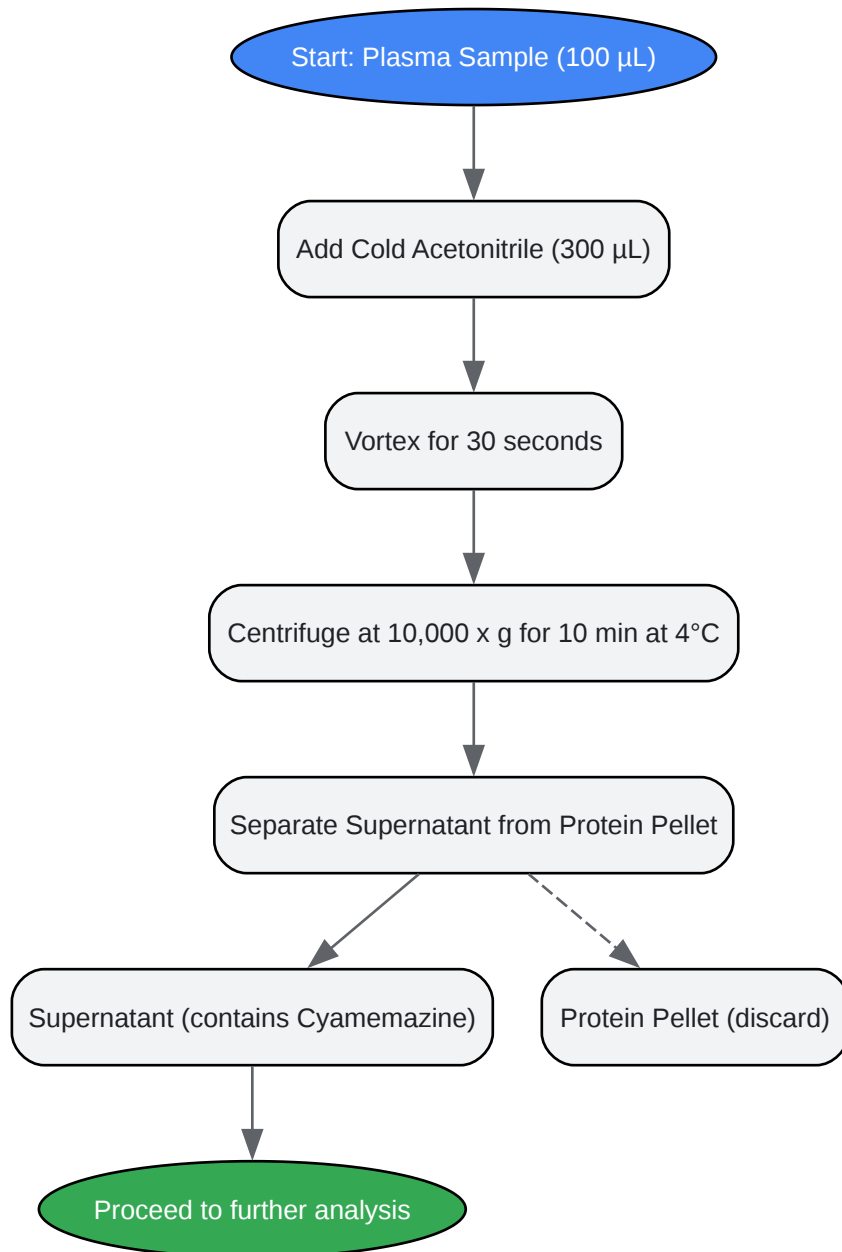 Start: Plasma Sample (100 µL)
Add Cold Acetonitrile (300 µL)
Vortex for 30 seconds
Centrifuge at 10,000 x g for 10 min at 4°C
Separate Supernatant from Protein Pellet
Supernatant (contains Cyamemazine)
Protein Pellet (discard)
Proceed to further analysis